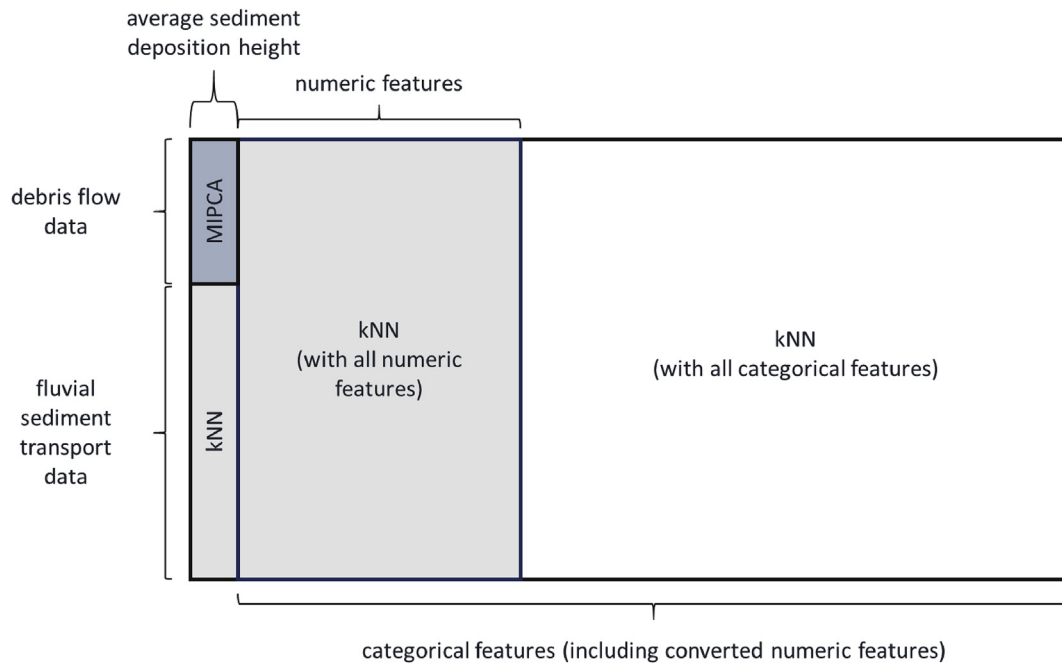 average sediment
deposition height
numeric features
debris flow
data
MIPCA
kNN
(with all numeric
features)
kNN
(with all categorical features)
fluvial
sediment
transport
data
kNN
categorical features (including converted numeric features)